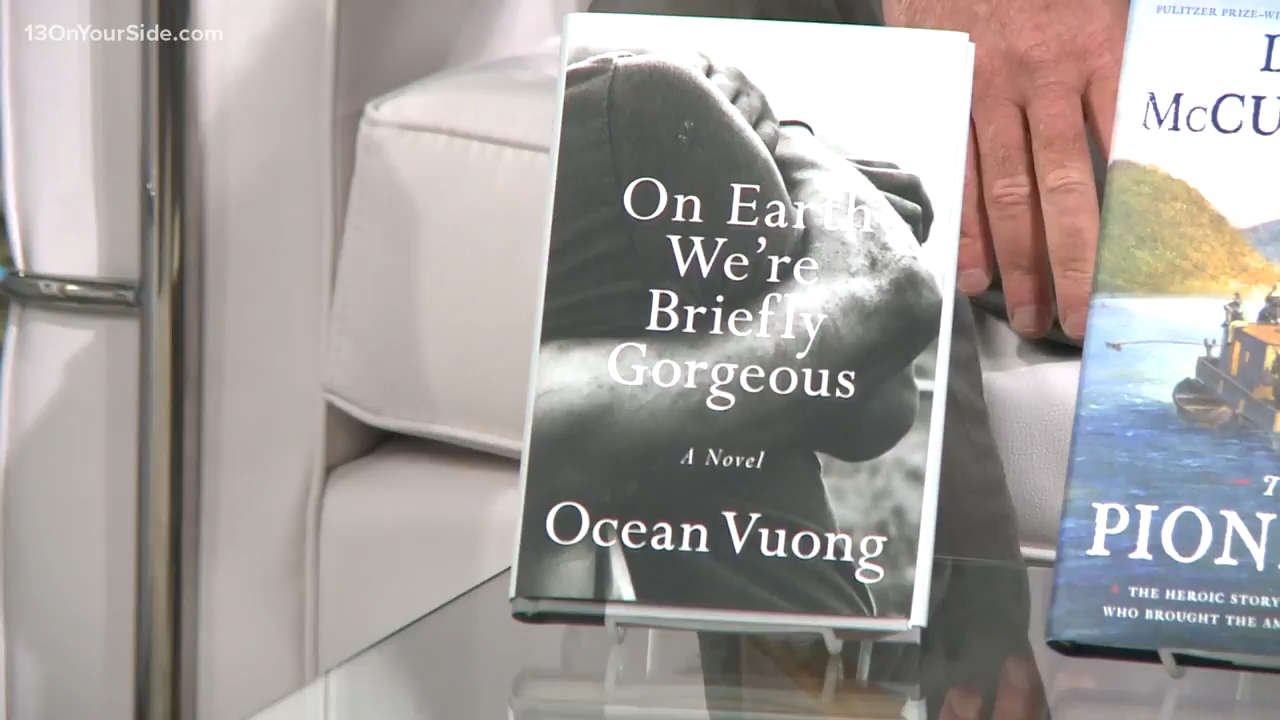 13OnYourSide.com
On Earth
We're
Briefly
Gorgeous
A Novel
Ocean Vuong
PULITZER PRIZE-WI
McCU
PION
THE HEROIC STORY
WHO BROUGHT THE AM